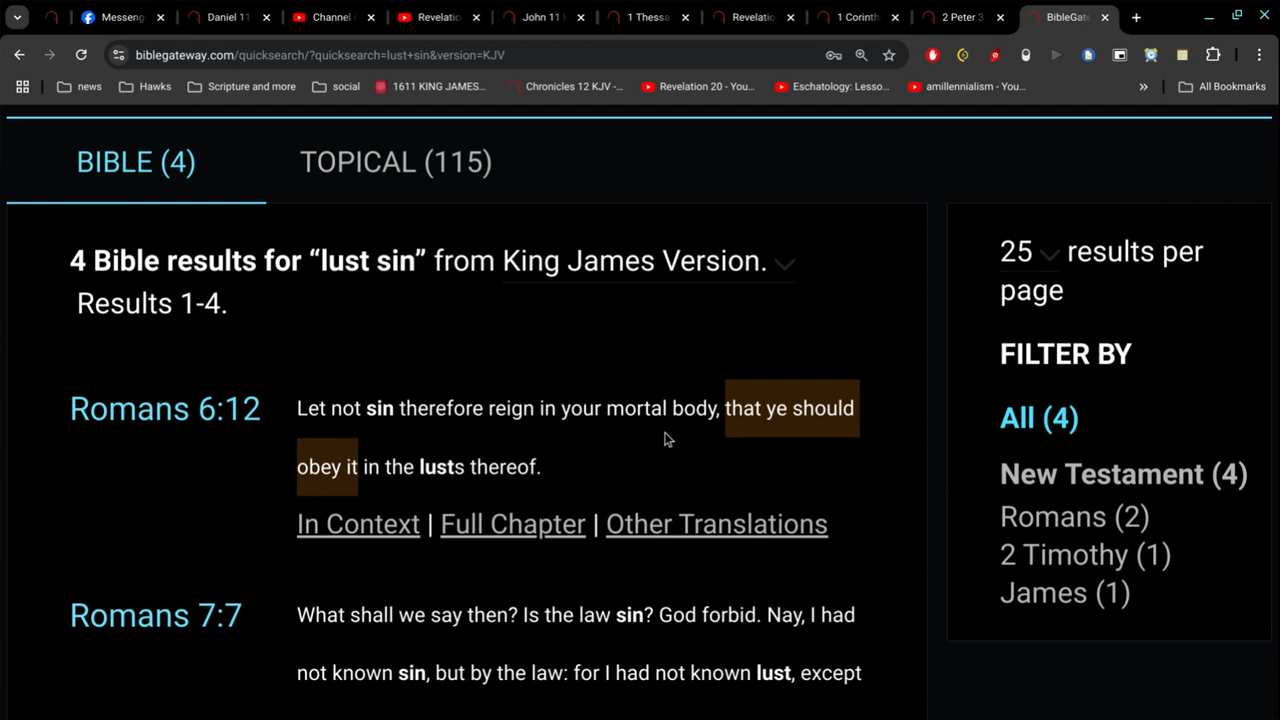 Messeng
Daniel 11
Channel c
Revelatio
John 11 I
1 Thessa
Revelatio
1 Corinth
2 Peter 3
BibleGate
biblegateway.com/quicksearch/?quicksearch=lust+sin&version=KJV
news
Hawks
Scripture and more
social
1611 KING JAMES...
Chronicles 12 KJV -...
Revelation 20 - You...
Eschatology: Lesso...
amillennialism - You...
»
All Bookmarks
BIBLE (4)
TOPICAL (115)
4 Bible results for “lust sin” from King James Version.
Results 1-4.
25 results per
page
FILTER BY
All (4)
New Testament (4)
Romans (2)
2 Timothy (1)
James (1)
Romans 6:12
Let not sin therefore reign in your mortal body, that ye should
obey it in the lusts thereof.
In Context | Full Chapter | Other Translations
Romans 7:7
What shall we say then? Is the law sin? God forbid. Nay, I had
not known sin, but by the law: for I had not known lust, except